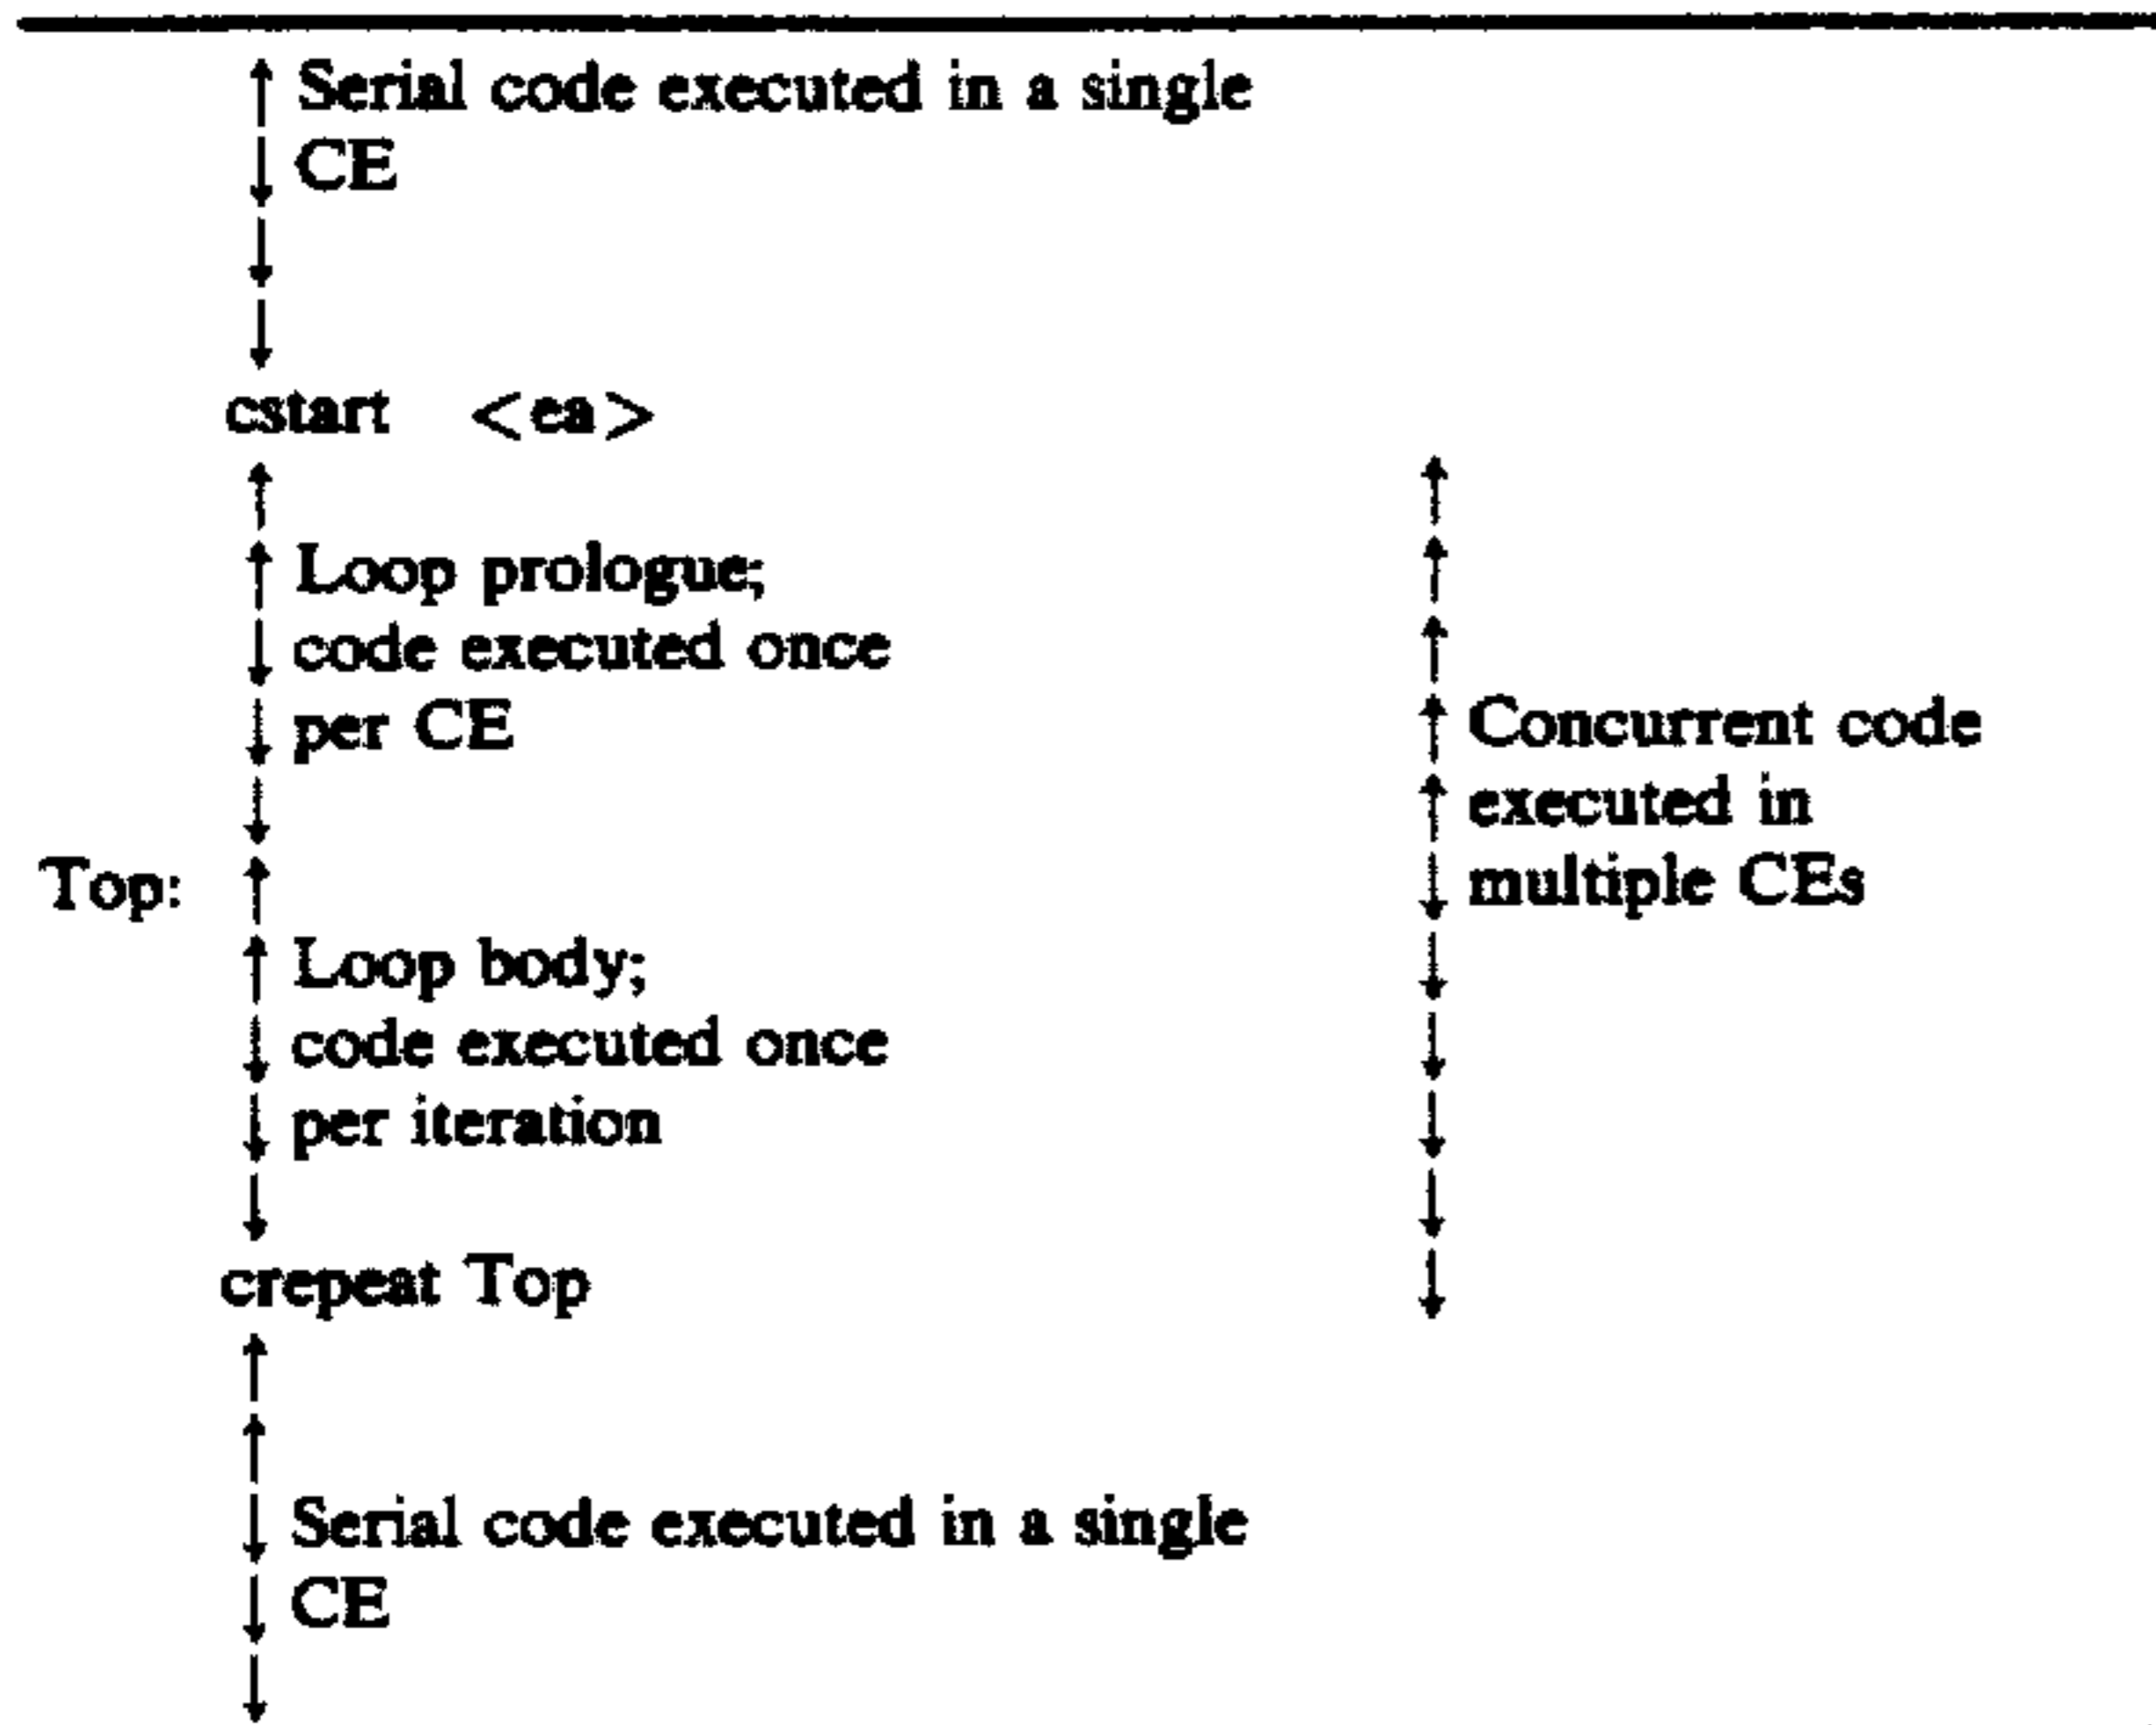 Serial code executed in a single
CE
cstart <ea>
Loop prologue;
code executed once
per CE
Concurrent code
executed in
multiple CEs
Top:
Loop body;
code executed once
per iteration
crepeat Top
Serial code executed in a single
CE